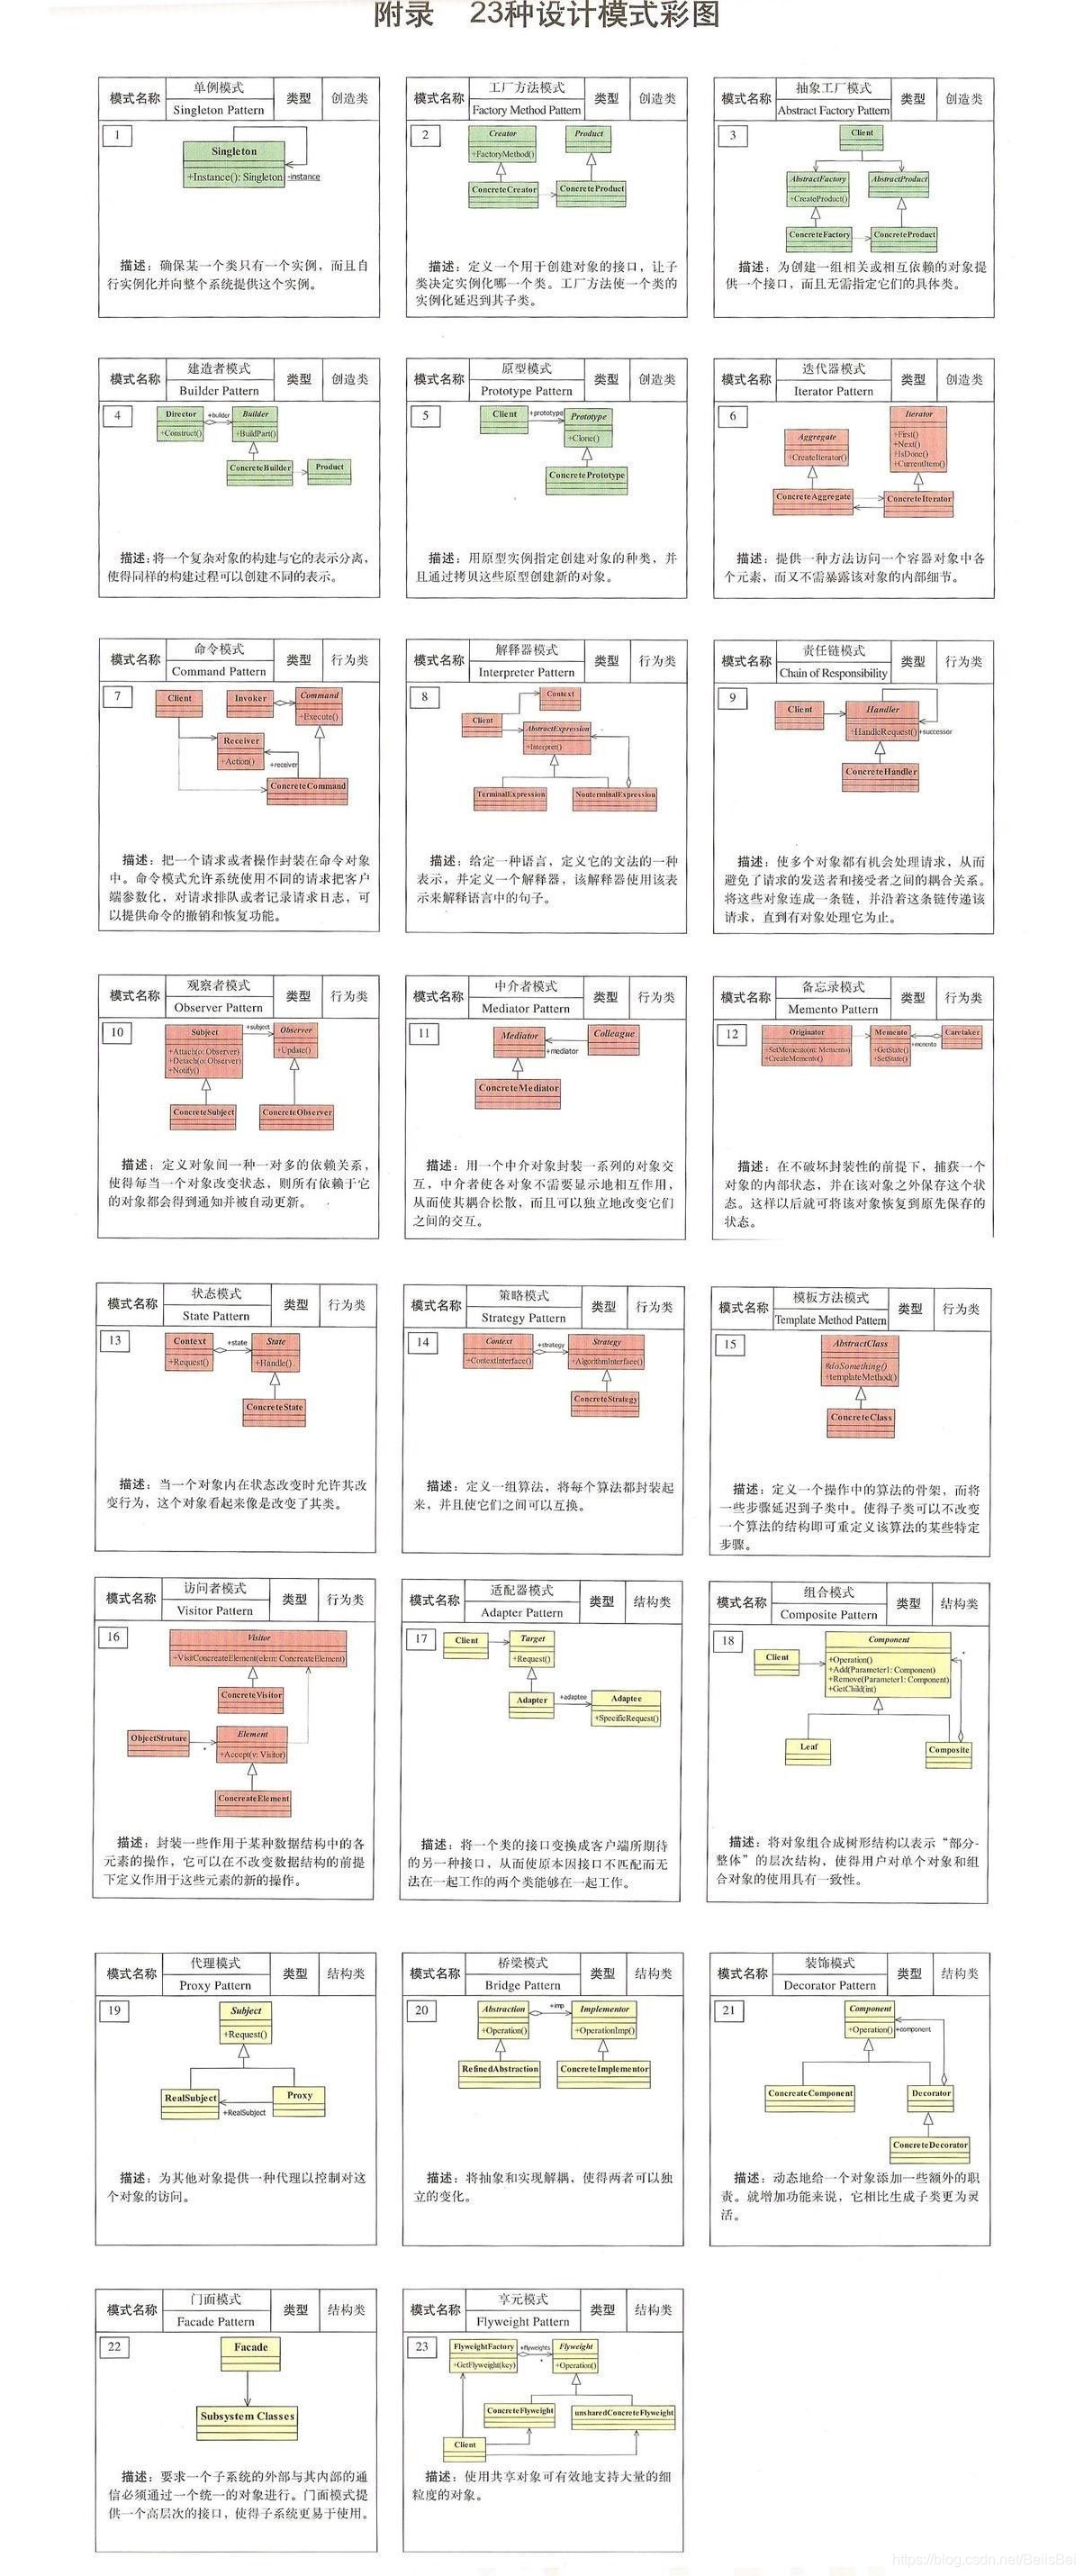 附录 23种设计模式彩图
模式名称 单例模式 类型 创造类
Singleton Pattern
1
Singleton
+Instance(): Singleton -instance
描述：确保某一个类只有一个实例，而且自
行实例化并向整个系统提供这个实例。
模式名称 工厂方法模式 类型 创造类
Factory Method Pattern
2
Creator Product
+FactoryMethod()
ConcreteCreator ConcreteProduct
描述：定义一个用于创建对象的接口，让子
类决定实例化哪一个类。工厂方法使一个类的
实例化延迟到其子类。
模式名称 抽象工厂模式 类型 创造类
Abstract Factory Pattern
3
Client
AbstractFactory AbstractProduct
+CreateProduct()
ConcreteFactory ConcreteProduct
描述：为创建一组相关或相互依赖的对象提
供一个接口，而且无需指定它们的具体类。
模式名称 建造者模式 类型 创造类
Builder Pattern
4
Director +builder Builder
+Construct() +BuildPart()
ConcreteBuilder Product
描述：将一个复杂对象的构建与它的表示分离，
使得同样的构建过程可以创建不同的表示。
模式名称 原型模式 类型 创造类
Prototype Pattern
5
Client +prototype Prototype
+Clone()
ConcretePrototype
描述：用原型实例指定创建对象的种类，并
且通过拷贝这些原型创建新的对象。
模式名称 迭代器模式 类型 创造类
Iterator Pattern
6
Iterator
+First()
+Next()
+IsDone()
+CurrentItem()
Aggregate
+CreateIterator()
ConcreteAggregate ConcreteIterator
描述：提供一种方法访问一个容器对象中各
个元素，而又不需暴露该对象的内部细节。
模式名称 命令模式 类型 行为类
Command Pattern
7
Client Invoker Command
+Execute()
Receiver
+Action() +receiver
ConcreteCommand
描述：把一个请求或者操作封装在命令对象
中。命令模式允许系统使用不同的请求把客户
端参数化，对请求排队或者记录请求日志，可
以提供命令的撤销和恢复功能。
模式名称 解释器模式 类型 行为类
Interpreter Pattern
8
Context
Client
AbstractExpression
+Interpret()
TerminalExpression NonterminalExpression
描述：给定一种语言，定义它的文法的一种
表示，并定义一个解释器，该解释器使用该表
示来解释语言中的句子。
模式名称 责任链模式 类型 行为类
Chain of Responsibility
9
Client Handler
+HandleRequest() +successor
ConcreteHandler
描述：使多个对象都有机会处理请求，从而
避免了请求的发送者和接受者之间的耦合关系。
将这些对象连成一条链，并沿着这条链传递该
请求，直到有对象处理它为止。
模式名称 观察者模式 类型 行为类
Observer Pattern
10
Subject +subject Observer
+Attach(o: Observer) +Update()
+Detach(o: Observer)
+Notify()
ConcreteSubject ConcreteObserver
描述：定义对象间一种一对多的依赖关系，
使得每当一个对象改变状态，则所有依赖于它
的对象都会得到通知并被自动更新。
模式名称 中介者模式 类型 行为类
Mediator Pattern
11
Mediator Colleague
+mediator
ConcreteMediator
描述：用一个中介对象封装一系列的对象交
互，中介者使各对象不需要显示地相互作用，
从而使其耦合松散，而且可以独立地改变它们
之间的交互。
模式名称 备忘录模式 类型 行为类
Memento Pattern
12
Originator Memento Caretaker
+SetMemento(m: Memento) +GetState() +memento
+CreateMemento() +SetState()
描述：在不破坏封装性的前提下，捕获一个
对象的内部状态，并在该对象之外保存这个状
态。这样以后就可将该对象恢复到原先保存的
状态。
模式名称 状态模式 类型 行为类
State Pattern
13
Context +state State
+Request() +Handle()
ConcreteState
描述：当一个对象内在状态改变时允许其改
变行为，这个对象看起来像是改变了其类。
模式名称 策略模式 类型 行为类
Strategy Pattern
14
Context +strategy Strategy
+ContextInterface() +AlgorithmInterface()
ConcreteStrategy
描述：定义一组算法，将每个算法都封装起
来，并且使它们之间可以互换。
模式名称 模板方法模式 类型 行为类
Template Method Pattern
15
AbstractClass
#doSomething()
+templateMethod()
ConcreteClass
描述：定义一个操作中的算法的骨架，而将
一些步骤延迟到子类中。使得子类可以不改变
一个算法的结构即可重定义该算法的某些特定
步骤。
模式名称 访问者模式 类型 行为类
Visitor Pattern
16
Visitor
+VisitConcreateElement(elem: ConcreateElement)
ConcreteVisitor
ObjectStruture Element
* +Accept(v: Visitor)
ConcreateElement
描述：封装一些作用于某种数据结构中的各
元素的操作，它可以在不改变数据结构的前提
下定义作用于这些元素的新的操作。
模式名称 适配器模式 类型 结构类
Adapter Pattern
17
Client Target
+Request()
Adapter +adaptee Adaptee
+SpecificRequest()
描述：将一个类的接口变换成客户端所期待
的另一种接口，从而使原本因接口不匹配而无
法在一起工作的两个类能够在一起工作。
模式名称 组合模式 类型 结构类
Composite Pattern
18
Component
Client +Operation() *
+Add(Parameter1: Component)
+Remove(Parameter1: Component)
+GetChild(int)
Leaf Composite
描述：将对象组合成树形结构以表示“部分-
整体”的层次结构，使得用户对单个对象和组
合对象的使用具有一致性。
模式名称 代理模式 类型 结构类
Proxy Pattern
19
Subject
+Request()
RealSubject Proxy
+RealSubject
描述：为其他对象提供一种代理以控制对这
个对象的访问。
模式名称 桥梁模式 类型 结构类
Bridge Pattern
20
Abstraction +imp Implementor
+Operation() +OperationImp()
RefinedAbstraction ConcreteImplementor
描述：将抽象和实现解耦，使得两者可以独
立的变化。
模式名称 装饰模式 类型 结构类
Decorator Pattern
21
Component
+Operation() +component
ConcreateComponent Decorator
ConcreteDecorator
描述：动态地给一个对象添加一些额外的职
责。就增加功能来说，它相比生成子类更为灵
活。
模式名称 门面模式 类型 结构类
Facade Pattern
22
Facade
Subsystem Classes
描述：要求一个子系统的外部与其内部的通
信必须通过一个统一的对象进行。门面模式提
供一个高层次的接口，使得子系统更易于使用。
模式名称 享元模式 类型 结构类
Flyweight Pattern
23
FlyweightFactory +flyweights Flyweight
+GetFlyweight(key) * +Operation()
ConcreteFlyweight unsharedConcreteFlyweight
Client
描述：使用共享对象可有效地支持大量的细
粒度的对象。
https://blog.csdn.net/BeiisBei